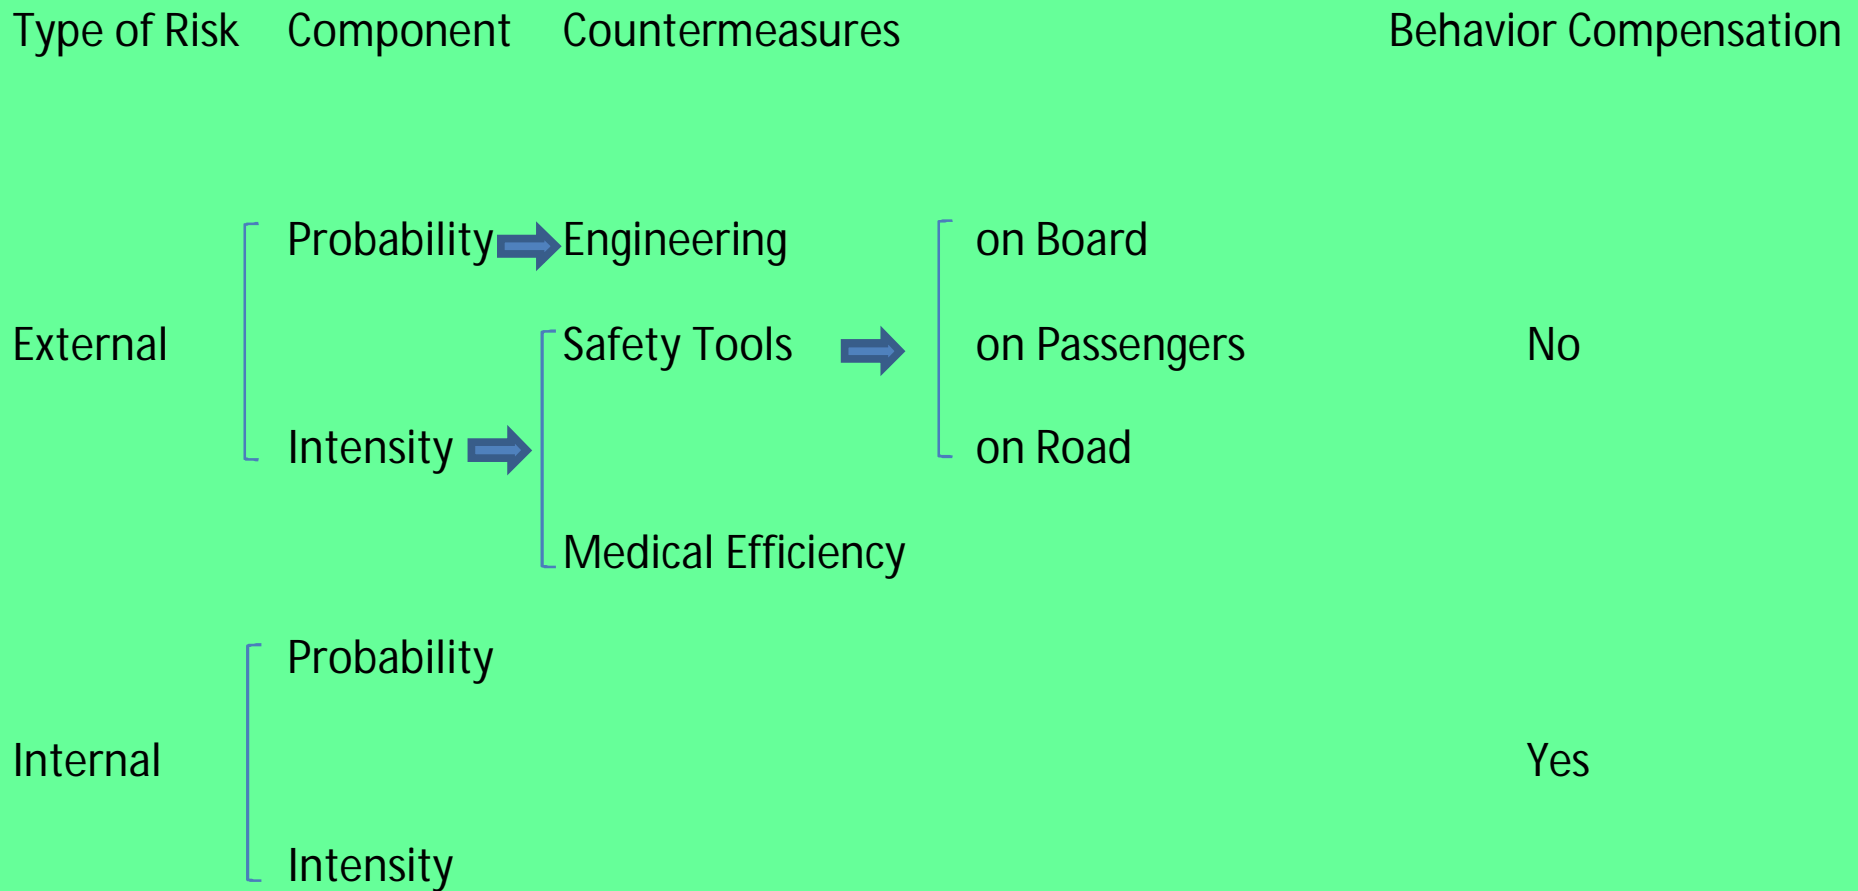 Type of Risk Component Countermeasures Behavior Compensation
Probability Engineering on Board
External Safety Tools on Passengers No
Intensity on Road
Medical Efficiency
Probability
Internal Yes
Intensity